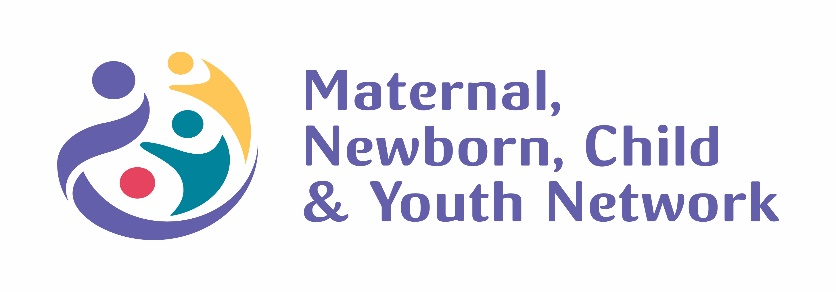 Maternal,
Newborn, Child
& Youth Network